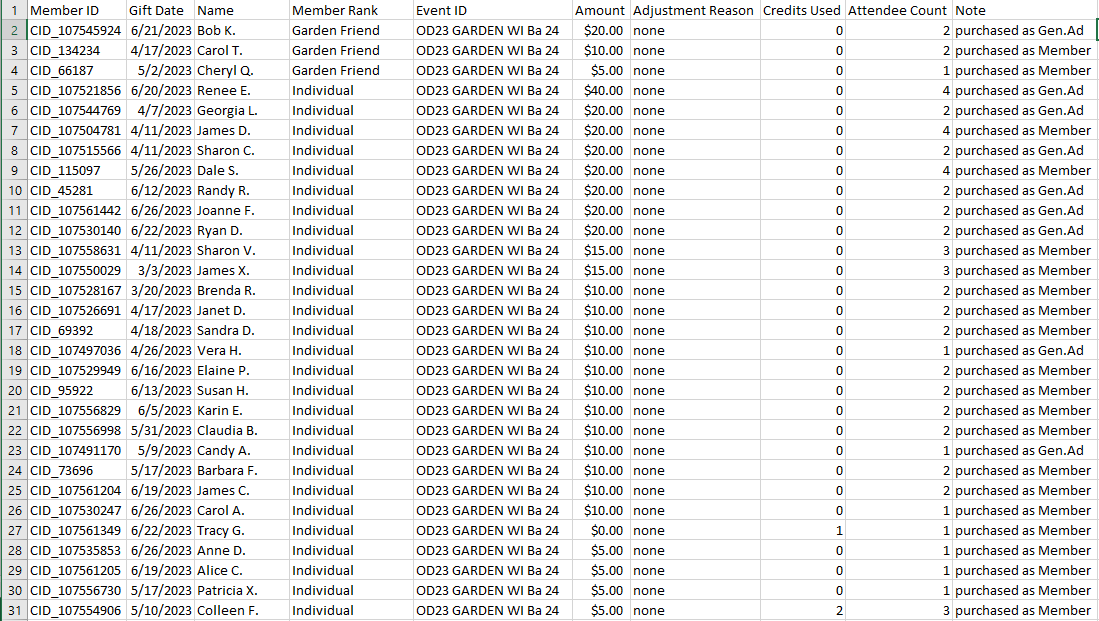 1 Member ID Gift Date Name Member Rank Event ID Amount Adjustment Reason Credits Used Attendee Count Note
2 CID_107545924 6/21/2023 Bob K. Garden Friend OD23 GARDEN WI Ba 24 $20.00 none 0 2 purchased as Gen.Ad
3 CID_134234 4/17/2023 Carol T. Garden Friend OD23 GARDEN WI Ba 24 $10.00 none 0 2 purchased as Member
4 CID_66187 5/2/2023 Cheryl Q. Garden Friend OD23 GARDEN WI Ba 24 $5.00 none 0 1 purchased as Member
5 CID_107521856 6/20/2023 Renee E. Individual OD23 GARDEN WI Ba 24 $40.00 none 0 4 purchased as Gen.Ad
6 CID_107544769 4/7/2023 Georgia L. Individual OD23 GARDEN WI Ba 24 $20.00 none 0 2 purchased as Gen.Ad
7 CID_107504781 4/11/2023 James D. Individual OD23 GARDEN WI Ba 24 $20.00 none 0 4 purchased as Member
8 CID_107515566 4/11/2023 Sharon C. Individual OD23 GARDEN WI Ba 24 $20.00 none 0 2 purchased as Gen.Ad
9 CID_115097 5/26/2023 Dale S. Individual OD23 GARDEN WI Ba 24 $20.00 none 0 4 purchased as Member
10 CID_45281 6/12/2023 Randy R. Individual OD23 GARDEN WI Ba 24 $20.00 none 0 2 purchased as Gen.Ad
11 CID_107561442 6/26/2023 Joanne F. Individual OD23 GARDEN WI Ba 24 $20.00 none 0 2 purchased as Gen.Ad
12 CID_107530140 6/22/2023 Ryan D. Individual OD23 GARDEN WI Ba 24 $20.00 none 0 2 purchased as Gen.Ad
13 CID_107558631 4/11/2023 Sharon V. Individual OD23 GARDEN WI Ba 24 $15.00 none 0 3 purchased as Member
14 CID_107550029 3/3/2023 James X. Individual OD23 GARDEN WI Ba 24 $15.00 none 0 3 purchased as Member
15 CID_107528167 3/20/2023 Brenda R. Individual OD23 GARDEN WI Ba 24 $10.00 none 0 2 purchased as Member
16 CID_107526691 4/17/2023 Janet D. Individual OD23 GARDEN WI Ba 24 $10.00 none 0 2 purchased as Member
17 CID_69392 4/18/2023 Sandra D. Individual OD23 GARDEN WI Ba 24 $10.00 none 0 2 purchased as Member
18 CID_107497036 4/26/2023 Vera H. Individual OD23 GARDEN WI Ba 24 $10.00 none 0 1 purchased as Gen.Ad
19 CID_107529949 6/16/2023 Elaine P. Individual OD23 GARDEN WI Ba 24 $10.00 none 0 2 purchased as Member
20 CID_95922 6/13/2023 Susan H. Individual OD23 GARDEN WI Ba 24 $10.00 none 0 2 purchased as Member
21 CID_107556829 6/5/2023 Karin E. Individual OD23 GARDEN WI Ba 24 $10.00 none 0 2 purchased as Member
22 CID_107556998 5/31/2023 Claudia B. Individual OD23 GARDEN WI Ba 24 $10.00 none 0 2 purchased as Member
23 CID_107491170 5/9/2023 Candy A. Individual OD23 GARDEN WI Ba 24 $10.00 none 0 1 purchased as Gen.Ad
24 CID_73696 5/17/2023 Barbara F. Individual OD23 GARDEN WI Ba 24 $10.00 none 0 2 purchased as Member
25 CID_107561204 6/19/2023 James C. Individual OD23 GARDEN WI Ba 24 $10.00 none 0 2 purchased as Member
26 CID_107530247 6/26/2023 Carol A. Individual OD23 GARDEN WI Ba 24 $10.00 none 0 1 purchased as Member
27 CID_107561349 6/22/2023 Tracy G. Individual OD23 GARDEN WI Ba 24 $0.00 none 1 1 purchased as Member
28 CID_107535853 6/26/2023 Anne D. Individual OD23 GARDEN WI Ba 24 $5.00 none 0 1 purchased as Member
29 CID_107561205 6/19/2023 Alice C. Individual OD23 GARDEN WI Ba 24 $5.00 none 0 1 purchased as Member
30 CID_107556730 5/17/2023 Patricia X. Individual OD23 GARDEN WI Ba 24 $5.00 none 0 1 purchased as Member
31 CID_107554906 5/10/2023 Colleen F. Individual OD23 GARDEN WI Ba 24 $5.00 none 2 3 purchased as Member